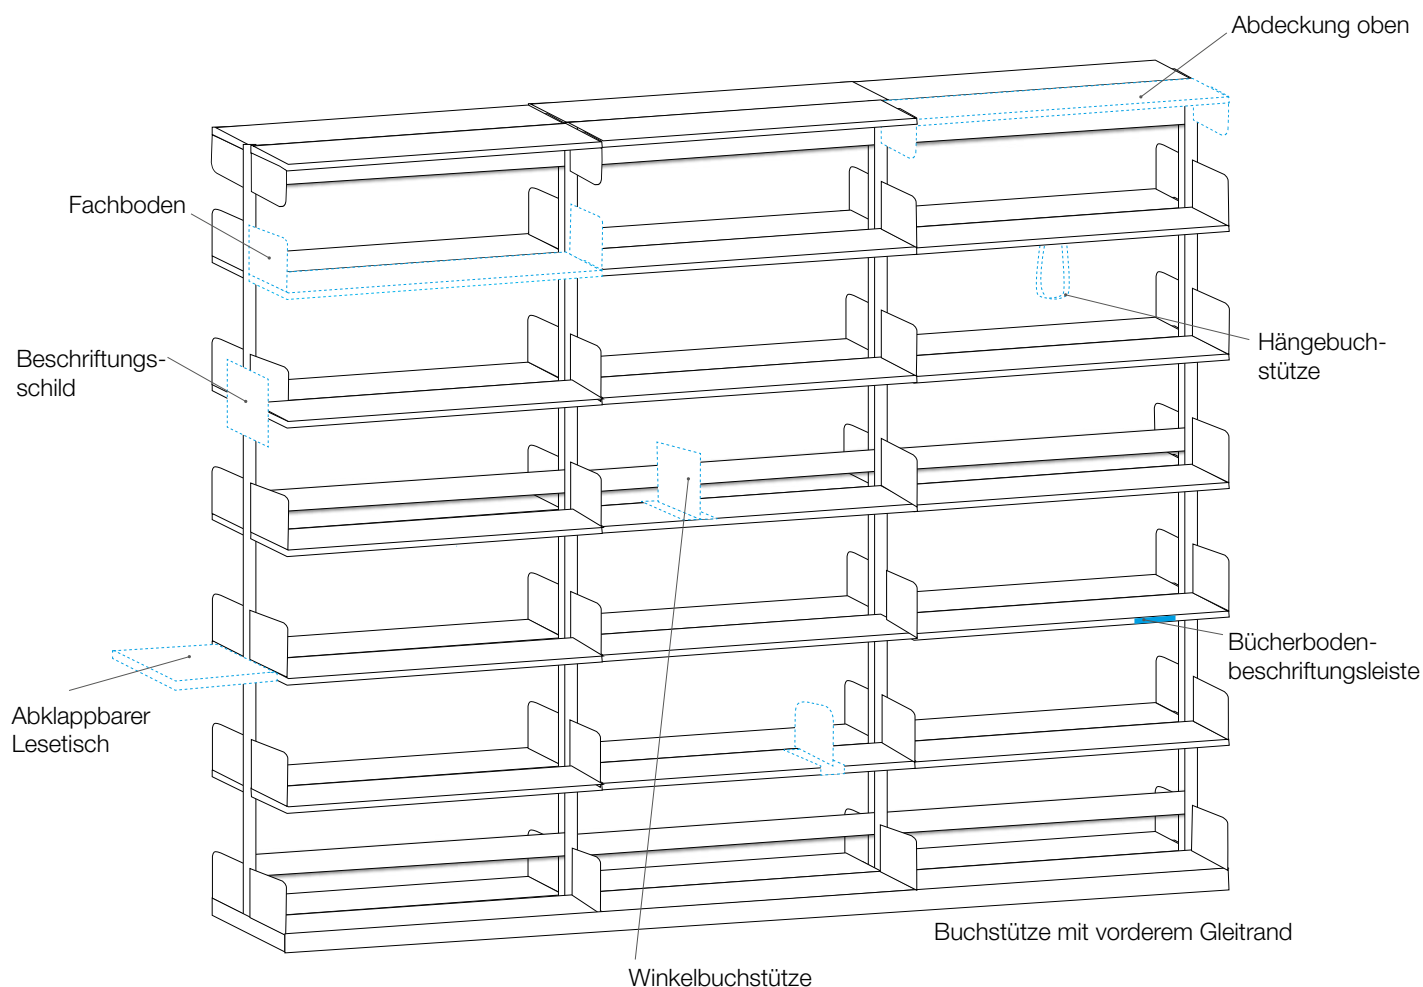 Abdeckung oben
Fachboden
Beschriftungs-
schild
Hängebuch-
stütze
Bücherboden-
beschriftungsleiste
Abklappbarer
Lesetisch
Buchstütze mit vorderem Gleitrand
Winkelbuchstütze